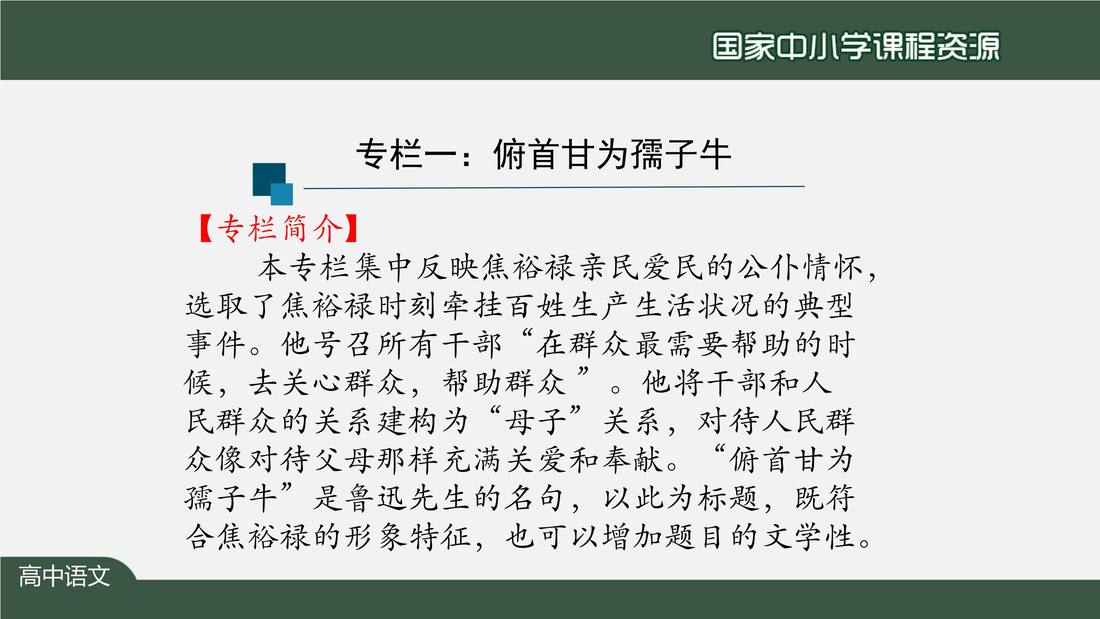 国家中小学课程资源
专栏一：俯首甘为孺子牛
【专栏简介】
本专栏集中反映焦裕禄亲民爱民的公仆情怀，
选取了焦裕禄时刻牵挂百姓生产生活状况的典型
事件。他号召所有干部“在群众最需要帮助的时
候，去关心群众，帮助群众 ”。他将干部和人
民群众的关系建构为“母子”关系，对待人民群
众像对待父母那样充满关爱和奉献。“俯首甘为
孺子牛”是鲁迅先生的名句，以此为标题，既符
合焦裕禄的形象特征，也可以增加题目的文学性。
高中语文